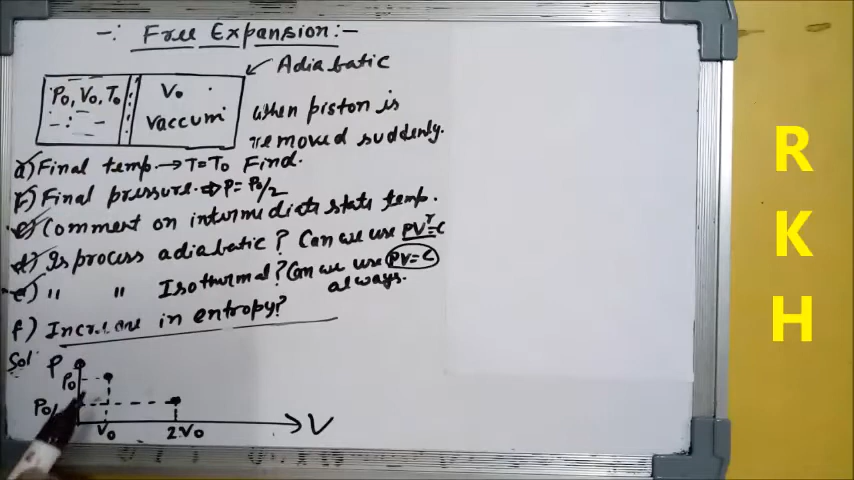 -: Free Expansion:-
Adiabatic
P0, V0, T0
V0
vaccum
when piston is
removed suddenly.
a) Final temp. → T=T0 Find.
b) Final pressure. ⇒ P= P0/2
c) Comment on intermediate state temp.
d) Is process adiabatic? Can we use PV^r=C
e) " " Isothermal? Can we use PV=C
always.
f) Increase in entropy?
Sol:
P
P0
P0/
V0
2V0
V
R
K
H